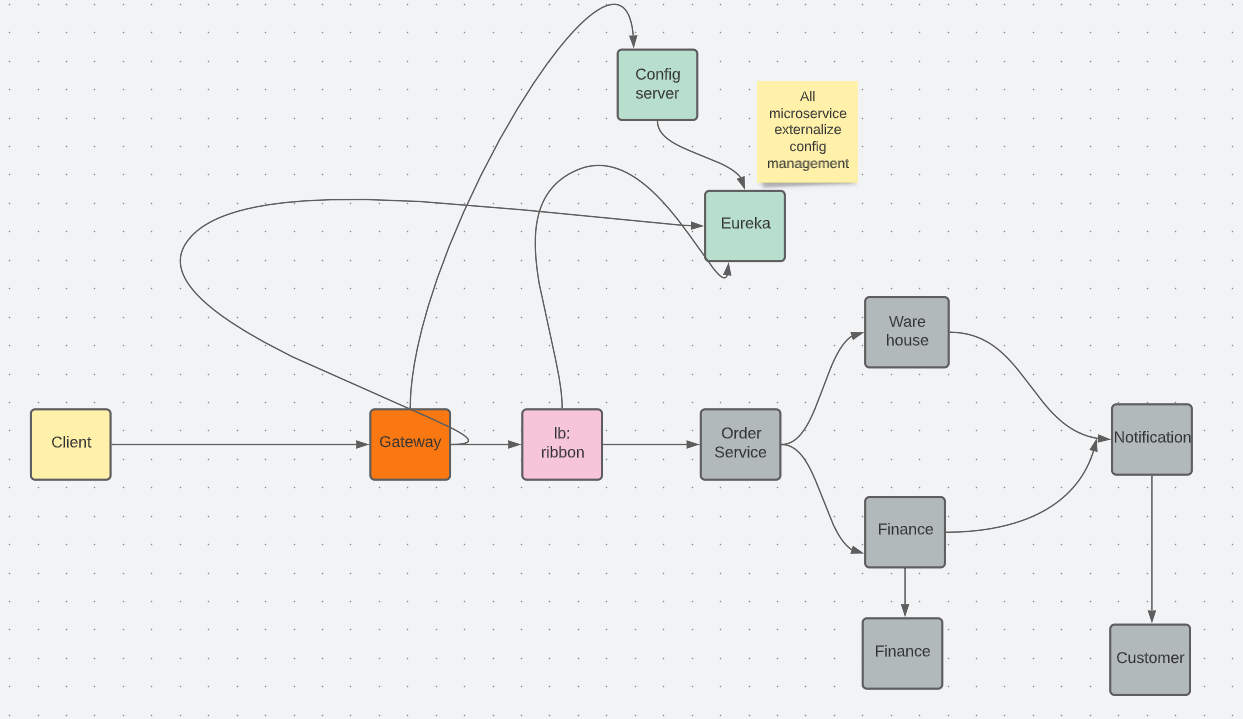 Config
server
All
microservice
externalize
config
management
Eureka
Ware
house
Client
Gateway
lb:
ribbon
Order
Service
Notification
Finance
Finance
Customer